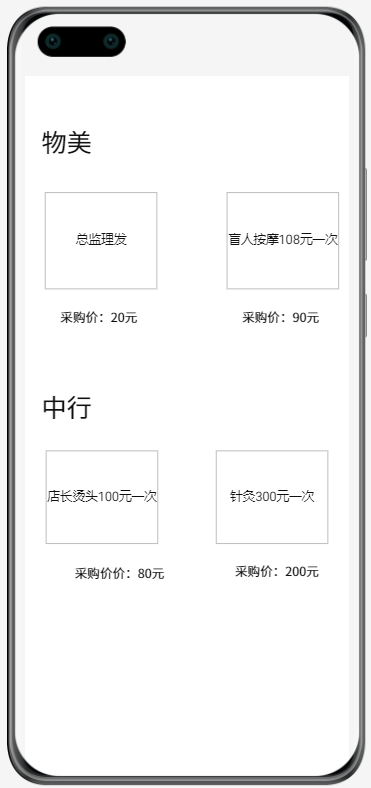 物美
总监理发
盲人按摩108元一次
采购价：20元
采购价：90元
中行
店长烫头100元一次
针灸300元一次
采购价价：80元
采购价：200元